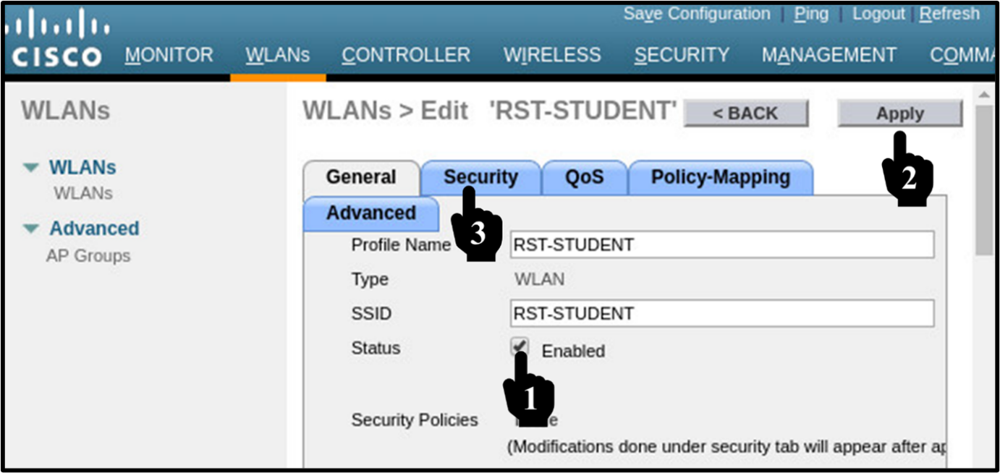 Save Configuration | Ping | Logout | Refresh
CISCO MONITOR WLANs CONTROLLER WIRELESS SECURITY MANAGEMENT COMMA
WLANs
WLANs
WLANs
Advanced
AP Groups
WLANs > Edit 'RST-STUDENT' < BACK Apply
2
General Security QoS Policy-Mapping
3
Advanced
Profile Name RST-STUDENT
Type WLAN
SSID RST-STUDENT
Status Enabled
1
Security Policies
(Modifications done under security tab will appear after